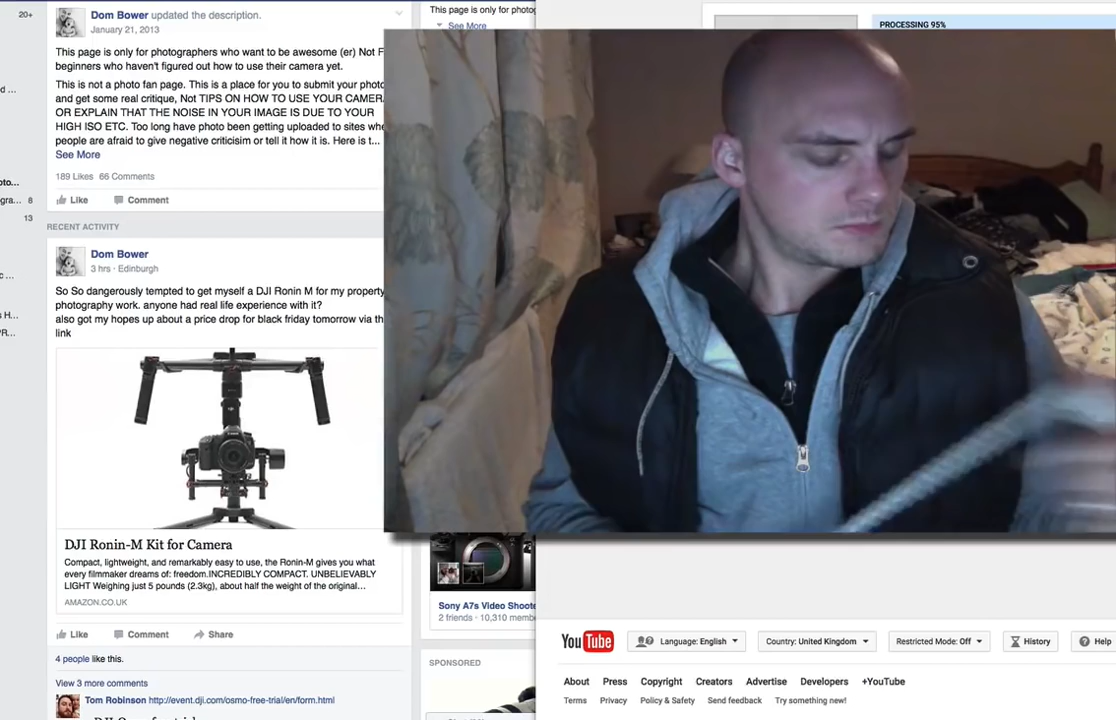 20+
d ...
oto...
gra... 8
13
c ...
s H...
PR...
Dom Bower updated the description.
January 21, 2013
This page is only for photographers who want to be awesome (er) Not F
beginners who haven't figured out how to use their camera yet.
This is not a photo fan page. This is a place for you to submit your photo
and get some real critique, Not TIPS ON HOW TO USE YOUR CAMER
OR EXPLAIN THAT THE NOISE IN YOUR IMAGE IS DUE TO YOUR
HIGH ISO ETC. Too long have photo been getting uploaded to sites whe
people are afraid to give negative criticisim or tell it how it is. Here is t...
See More
189 Likes 66 Comments
Like Comment
RECENT ACTIVITY
Dom Bower
3 hrs · Edinburgh
So So dangerously tempted to get myself a DJI Ronin M for my property
photography work. anyone had real life experience with it?
also got my hopes up about a price drop for black friday tomorrow via th
link
DJI Ronin-M Kit for Camera
Compact, lightweight, and remarkably easy to use, the Ronin-M gives you what
every filmmaker dreams of: freedom.INCREDIBLY COMPACT. UNBELIEVABLY
LIGHT Weighing just 5 pounds (2.3kg), about half the weight of the original...
AMAZON.CO.UK
Like Comment Share
4 people like this.
View 3 more comments
Tom Robinson http://event.dji.com/osmo-free-trial/en/form.html
This page is only for photog
See More
PROCESSING 95%
Sony A7s Video Shoote
2 friends · 10,310 membe
SPONSORED
YouTube Language: English Country: United Kingdom Restricted Mode: Off History Help
About Press Copyright Creators Advertise Developers +YouTube
Terms Privacy Policy & Safety Send feedback Try something new!